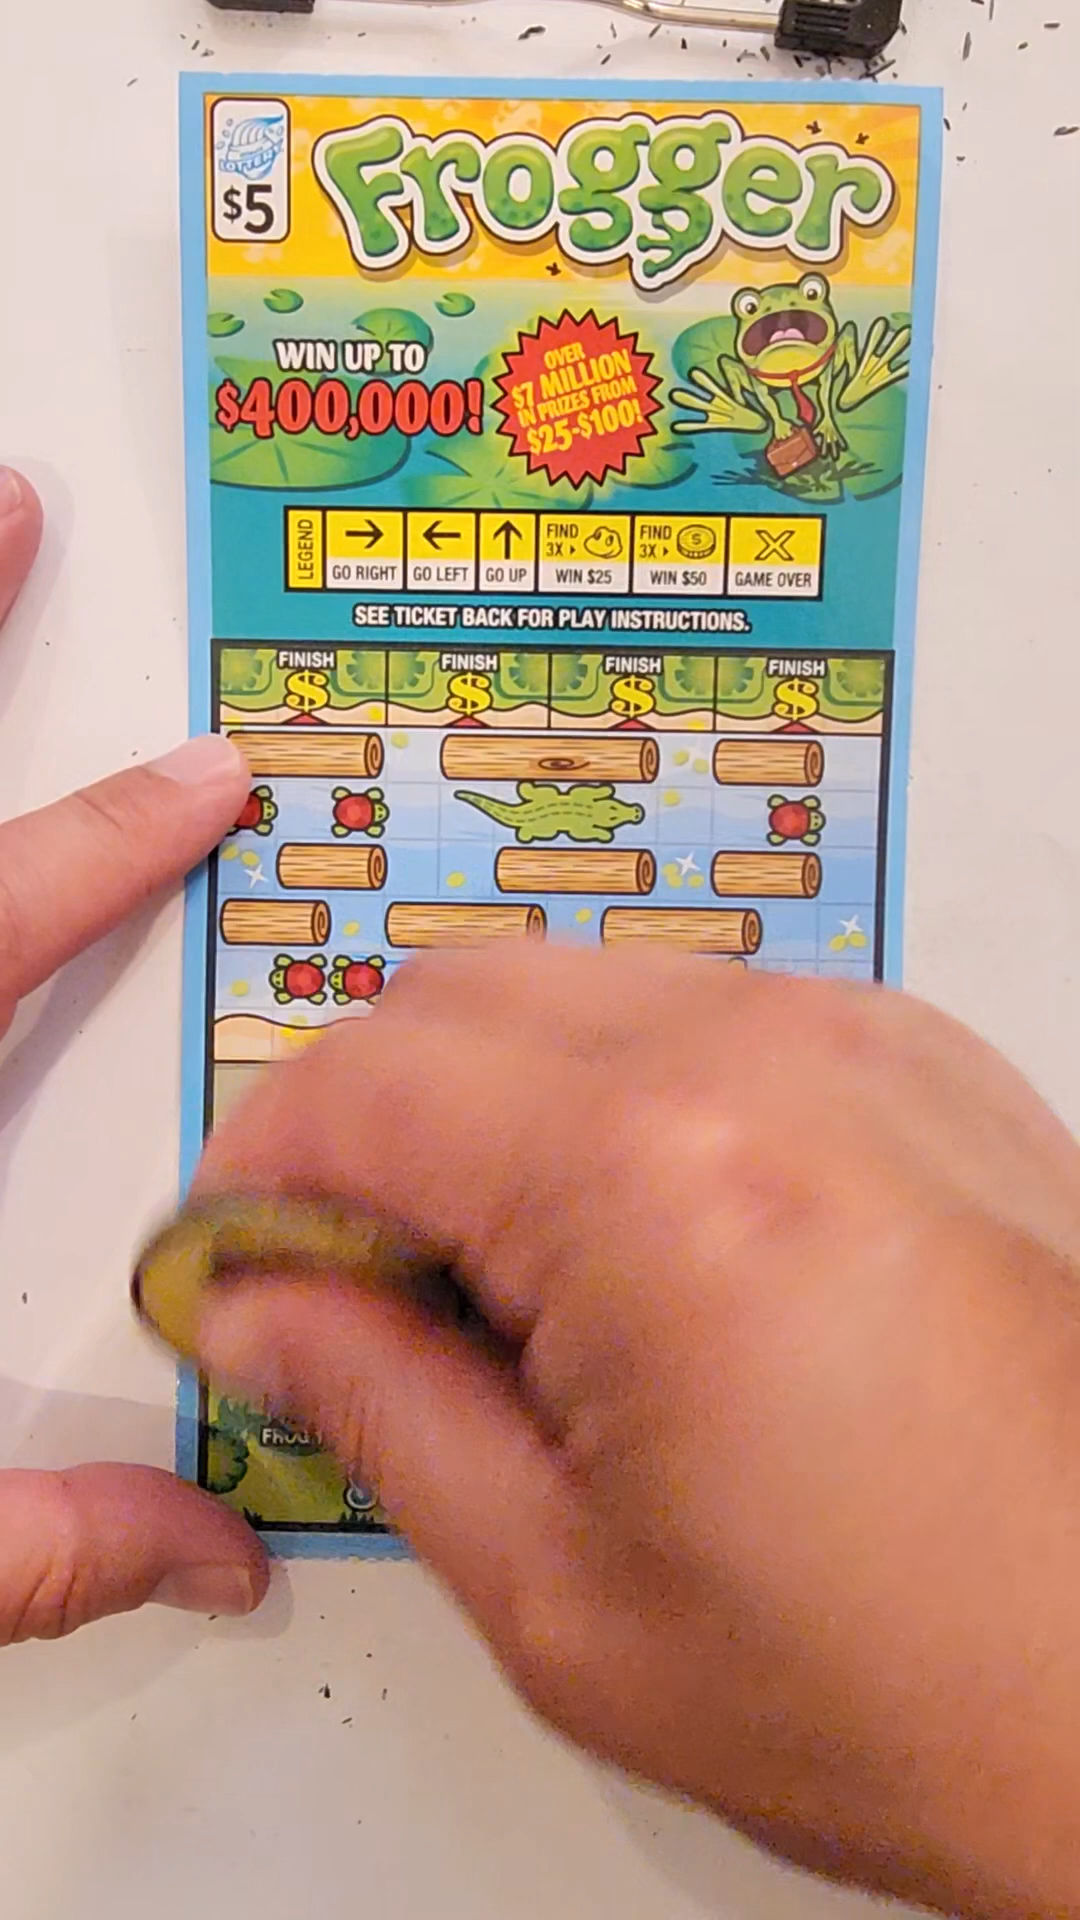 LOTTERY
$5
Frogger
WIN UP TO
$400,000!
OVER
$7 MILLION
IN PRIZES FROM
$25-$100!
LEGEND
GO RIGHT
GO LEFT
GO UP
FIND
3X
WIN $25
FIND
3X
$
WIN $50
X
GAME OVER
SEE TICKET BACK FOR PLAY INSTRUCTIONS.
FINISH
FINISH
FINISH
FINISH
$
$
$
$